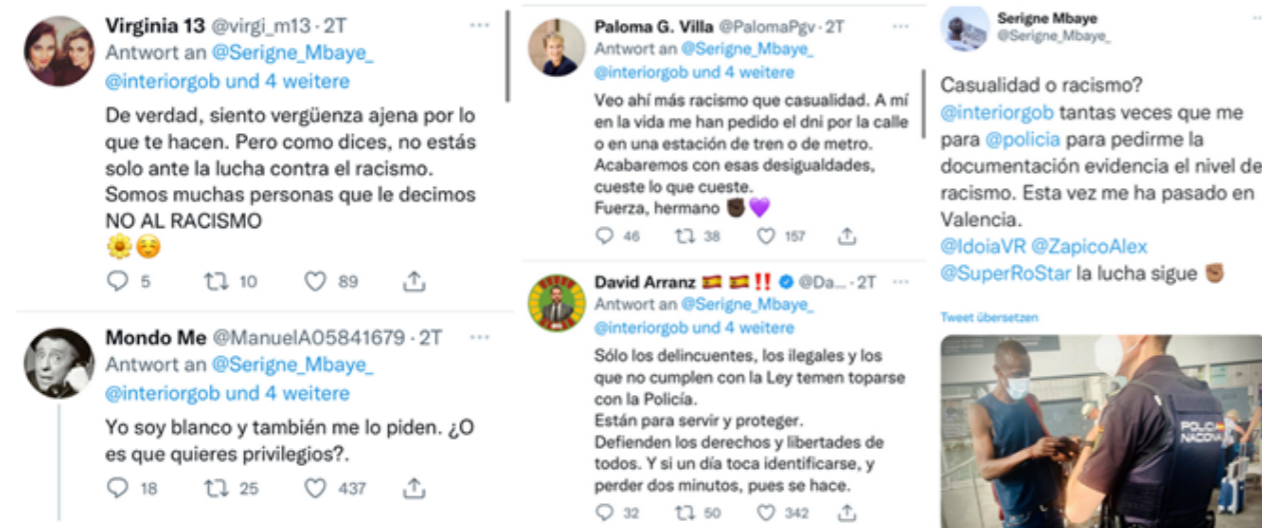 Virginia 13 @virgi_m13 · 2T
Antwort an @Serigne_Mbaye_
@interiorgob und 4 weitere
De verdad, siento vergüenza ajena por lo
que te hacen. Pero como dices, no estás
solo ante la lucha contra el racismo.
Somos muchas personas que le decimos
NO AL RACISMO
🌼☺️
5 10 89
Mondo Me @ManuelA05841679 · 2T
Antwort an @Serigne_Mbaye_
@interiorgob und 4 weitere
Yo soy blanco y también me lo piden. ¿O
es que quieres privilegios?.
18 25 437
Paloma G. Villa @PalomaPgv · 2T
Antwort an @Serigne_Mbaye_
@interiorgob und 4 weitere
Veo ahí más racismo que casualidad. A mí
en la vida me han pedido el dni por la calle
o en una estación de tren o de metro.
Acabaremos con esas desigualdades,
cueste lo que cueste.
Fuerza, hermano ✊🏿💜
46 38 157
David Arranz 🇪🇸 🇪🇸 ‼️ @Da... · 2T
Antwort an @Serigne_Mbaye_
@interiorgob und 4 weitere
Sólo los delincuentes, los ilegales y los
que no cumplen con la Ley temen toparse
con la Policía.
Están para servir y proteger.
Defienden los derechos y libertades de
todos. Y si un día toca identificarse, y
perder dos minutos, pues se hace.
32 50 342
Serigne Mbaye
@Serigne_Mbaye_
Casualidad o racismo?
@interiorgob tantas veces que me
para @policia para pedirme la
documentación evidencia el nivel de
racismo. Esta vez me ha pasado en
Valencia.
@IdoiaVR @ZapicoAlex
@SuperRoStar la lucha sigue ✊🏾
Tweet übersetzen
POLICIA
NACIONAL